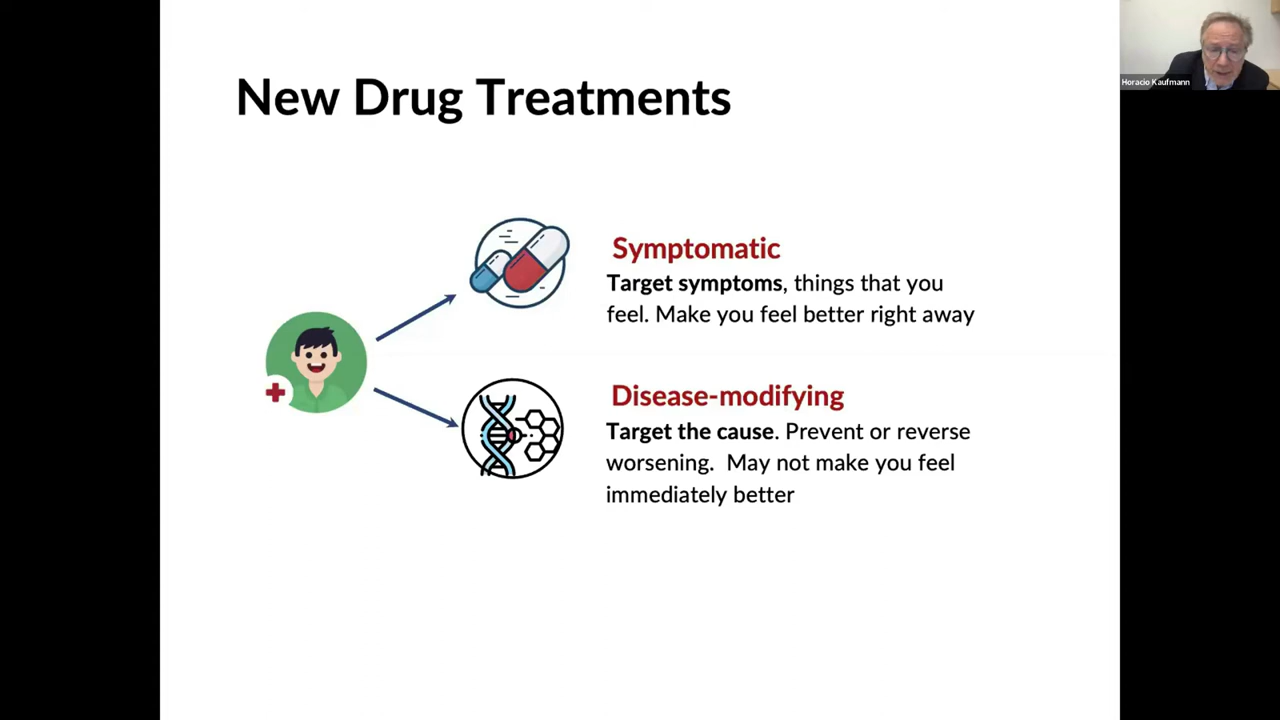 New Drug Treatments
Horacio Kaufmann
Symptomatic
Target symptoms, things that you
feel. Make you feel better right away
Disease-modifying
Target the cause. Prevent or reverse
worsening. May not make you feel
immediately better